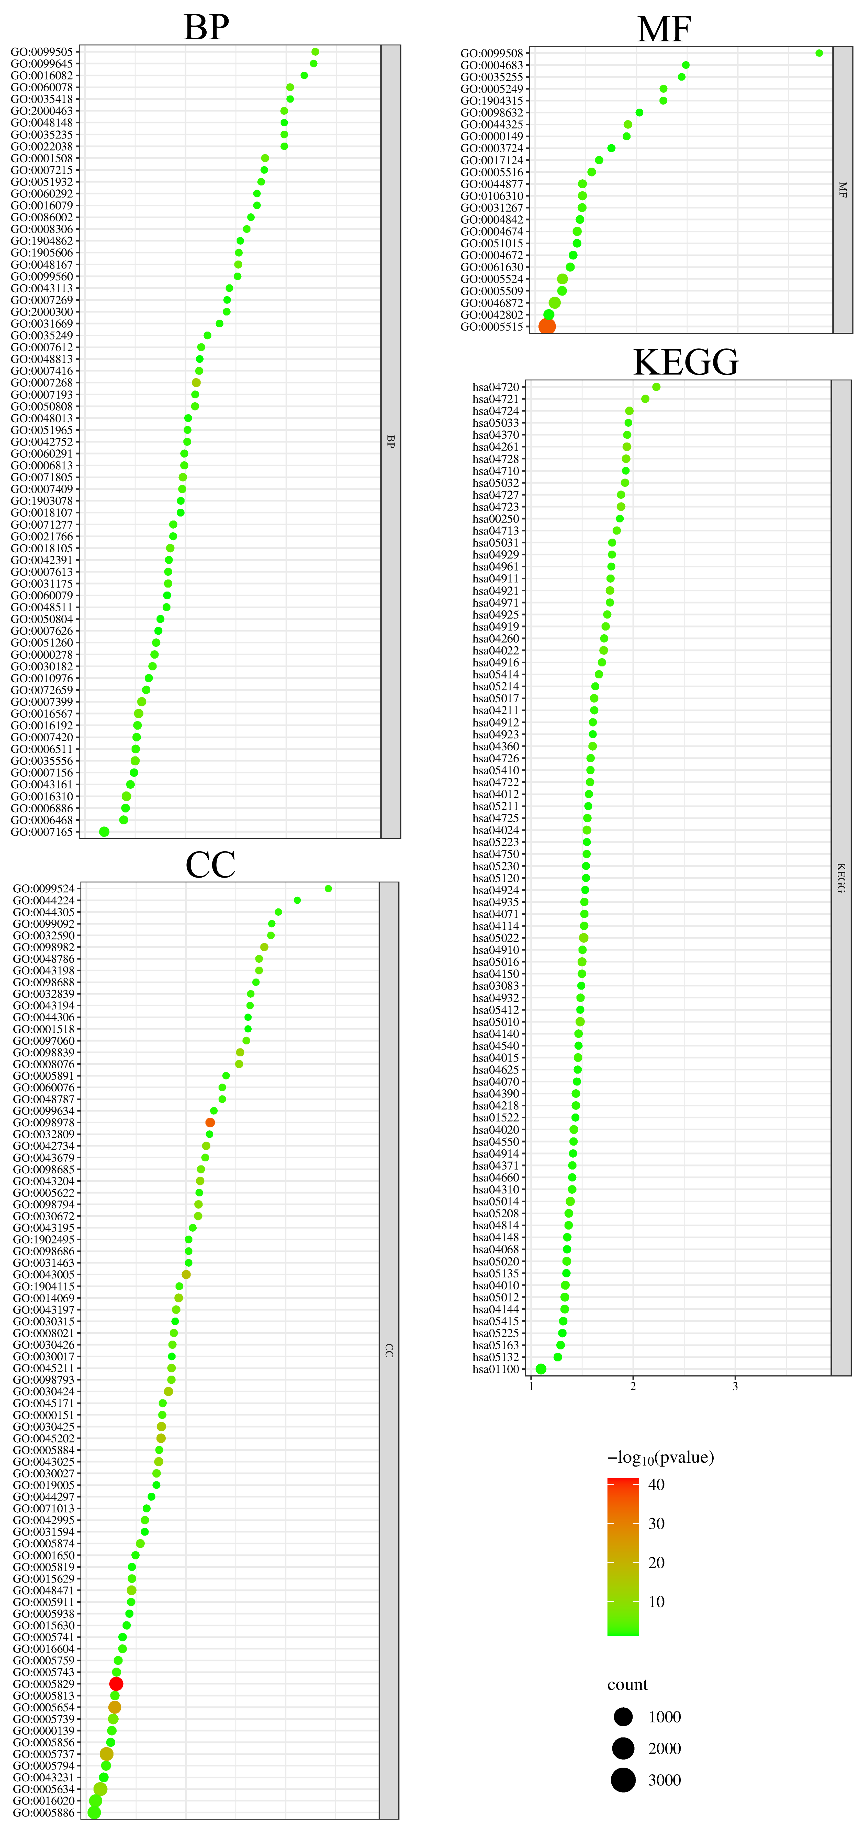 BP
GO:0099505
GO:0099645
GO:0016082
GO:0060078
GO:0035418
GO:2000463
GO:0048148
GO:0035235
GO:0022038
GO:0001508
GO:0007215
GO:0051932
GO:0060292
GO:0016079
GO:0086002
GO:0008306
GO:1904862
GO:1905606
GO:0048167
GO:0099560
GO:0043113
GO:0007269
GO:2000300
GO:0031669
GO:0035249
GO:0007612
GO:0048813
GO:0007416
GO:0007268
GO:0007193
GO:0050808
GO:0048013
GO:0051965
GO:0042752
GO:0060291
GO:0006813
GO:0071805
GO:0007409
GO:1903078
GO:0018107
GO:0071277
GO:0021766
GO:0018105
GO:0042391
GO:0007613
GO:0031175
GO:0060079
GO:0048511
GO:0050804
GO:0007626
GO:0051260
GO:0000278
GO:0030182
GO:0010976
GO:0072659
GO:0007399
GO:0016567
GO:0016192
GO:0007420
GO:0006511
GO:0035556
GO:0007156
GO:0043161
GO:0016310
GO:0006886
GO:0006468
GO:0007165
BP
CC
GO:0099524
GO:0044224
GO:0044305
GO:0099092
GO:0032590
GO:0098982
GO:0048786
GO:0043198
GO:0098688
GO:0032839
GO:0043194
GO:0044306
GO:0001518
GO:0097060
GO:0098839
GO:0008076
GO:0005891
GO:0060076
GO:0048787
GO:0099634
GO:0098978
GO:0032809
GO:0042734
GO:0043679
GO:0098685
GO:0043204
GO:0005622
GO:0098794
GO:0030672
GO:0043195
GO:1902495
GO:0098686
GO:0031463
GO:0043005
GO:1904115
GO:0014069
GO:0043197
GO:0030315
GO:0008021
GO:0030426
GO:0030017
GO:0045211
GO:0098793
GO:0030424
GO:0045171
GO:0000151
GO:0030425
GO:0045202
GO:0005884
GO:0043025
GO:0030027
GO:0019005
GO:0044297
GO:0071013
GO:0042995
GO:0031594
GO:0005874
GO:0001650
GO:0005819
GO:0015629
GO:0048471
GO:0005911
GO:0005938
GO:0015630
GO:0005741
GO:0016604
GO:0005759
GO:0005743
GO:0005829
GO:0005813
GO:0005654
GO:0005739
GO:0000139
GO:0005856
GO:0005737
GO:0005794
GO:0043231
GO:0005634
GO:0016020
GO:0005886
CC
MF
GO:0099508
GO:0004683
GO:0035255
GO:0005249
GO:1904315
GO:0098632
GO:0044325
GO:0000149
GO:0003724
GO:0017124
GO:0005516
GO:0044877
GO:0106310
GO:0031267
GO:0004842
GO:0004674
GO:0051015
GO:0004672
GO:0061630
GO:0005524
GO:0005509
GO:0046872
GO:0042802
GO:0005515
MF
KEGG
hsa04720
hsa04721
hsa04724
hsa05033
hsa04370
hsa04261
hsa04728
hsa04710
hsa05032
hsa04727
hsa04723
hsa00250
hsa04713
hsa05031
hsa04929
hsa04961
hsa04911
hsa04921
hsa04971
hsa04925
hsa04919
hsa04260
hsa04022
hsa04916
hsa05414
hsa05214
hsa05017
hsa04211
hsa04912
hsa04923
hsa04360
hsa04726
hsa05410
hsa04722
hsa04012
hsa05211
hsa04725
hsa04024
hsa05223
hsa04750
hsa05230
hsa05120
hsa04924
hsa04935
hsa04071
hsa04114
hsa05022
hsa04910
hsa05016
hsa04150
hsa03083
hsa04932
hsa05412
hsa05010
hsa04140
hsa04540
hsa04015
hsa04625
hsa04070
hsa04390
hsa04218
hsa01522
hsa04020
hsa04550
hsa04914
hsa04371
hsa04660
hsa04310
hsa05014
hsa05208
hsa04814
hsa04148
hsa04068
hsa05020
hsa05135
hsa04010
hsa05012
hsa04144
hsa05415
hsa05225
hsa05163
hsa05132
hsa01100
KEGG
1 2 3
−log10(pvalue)
40
30
20
10
count
1000
2000
3000